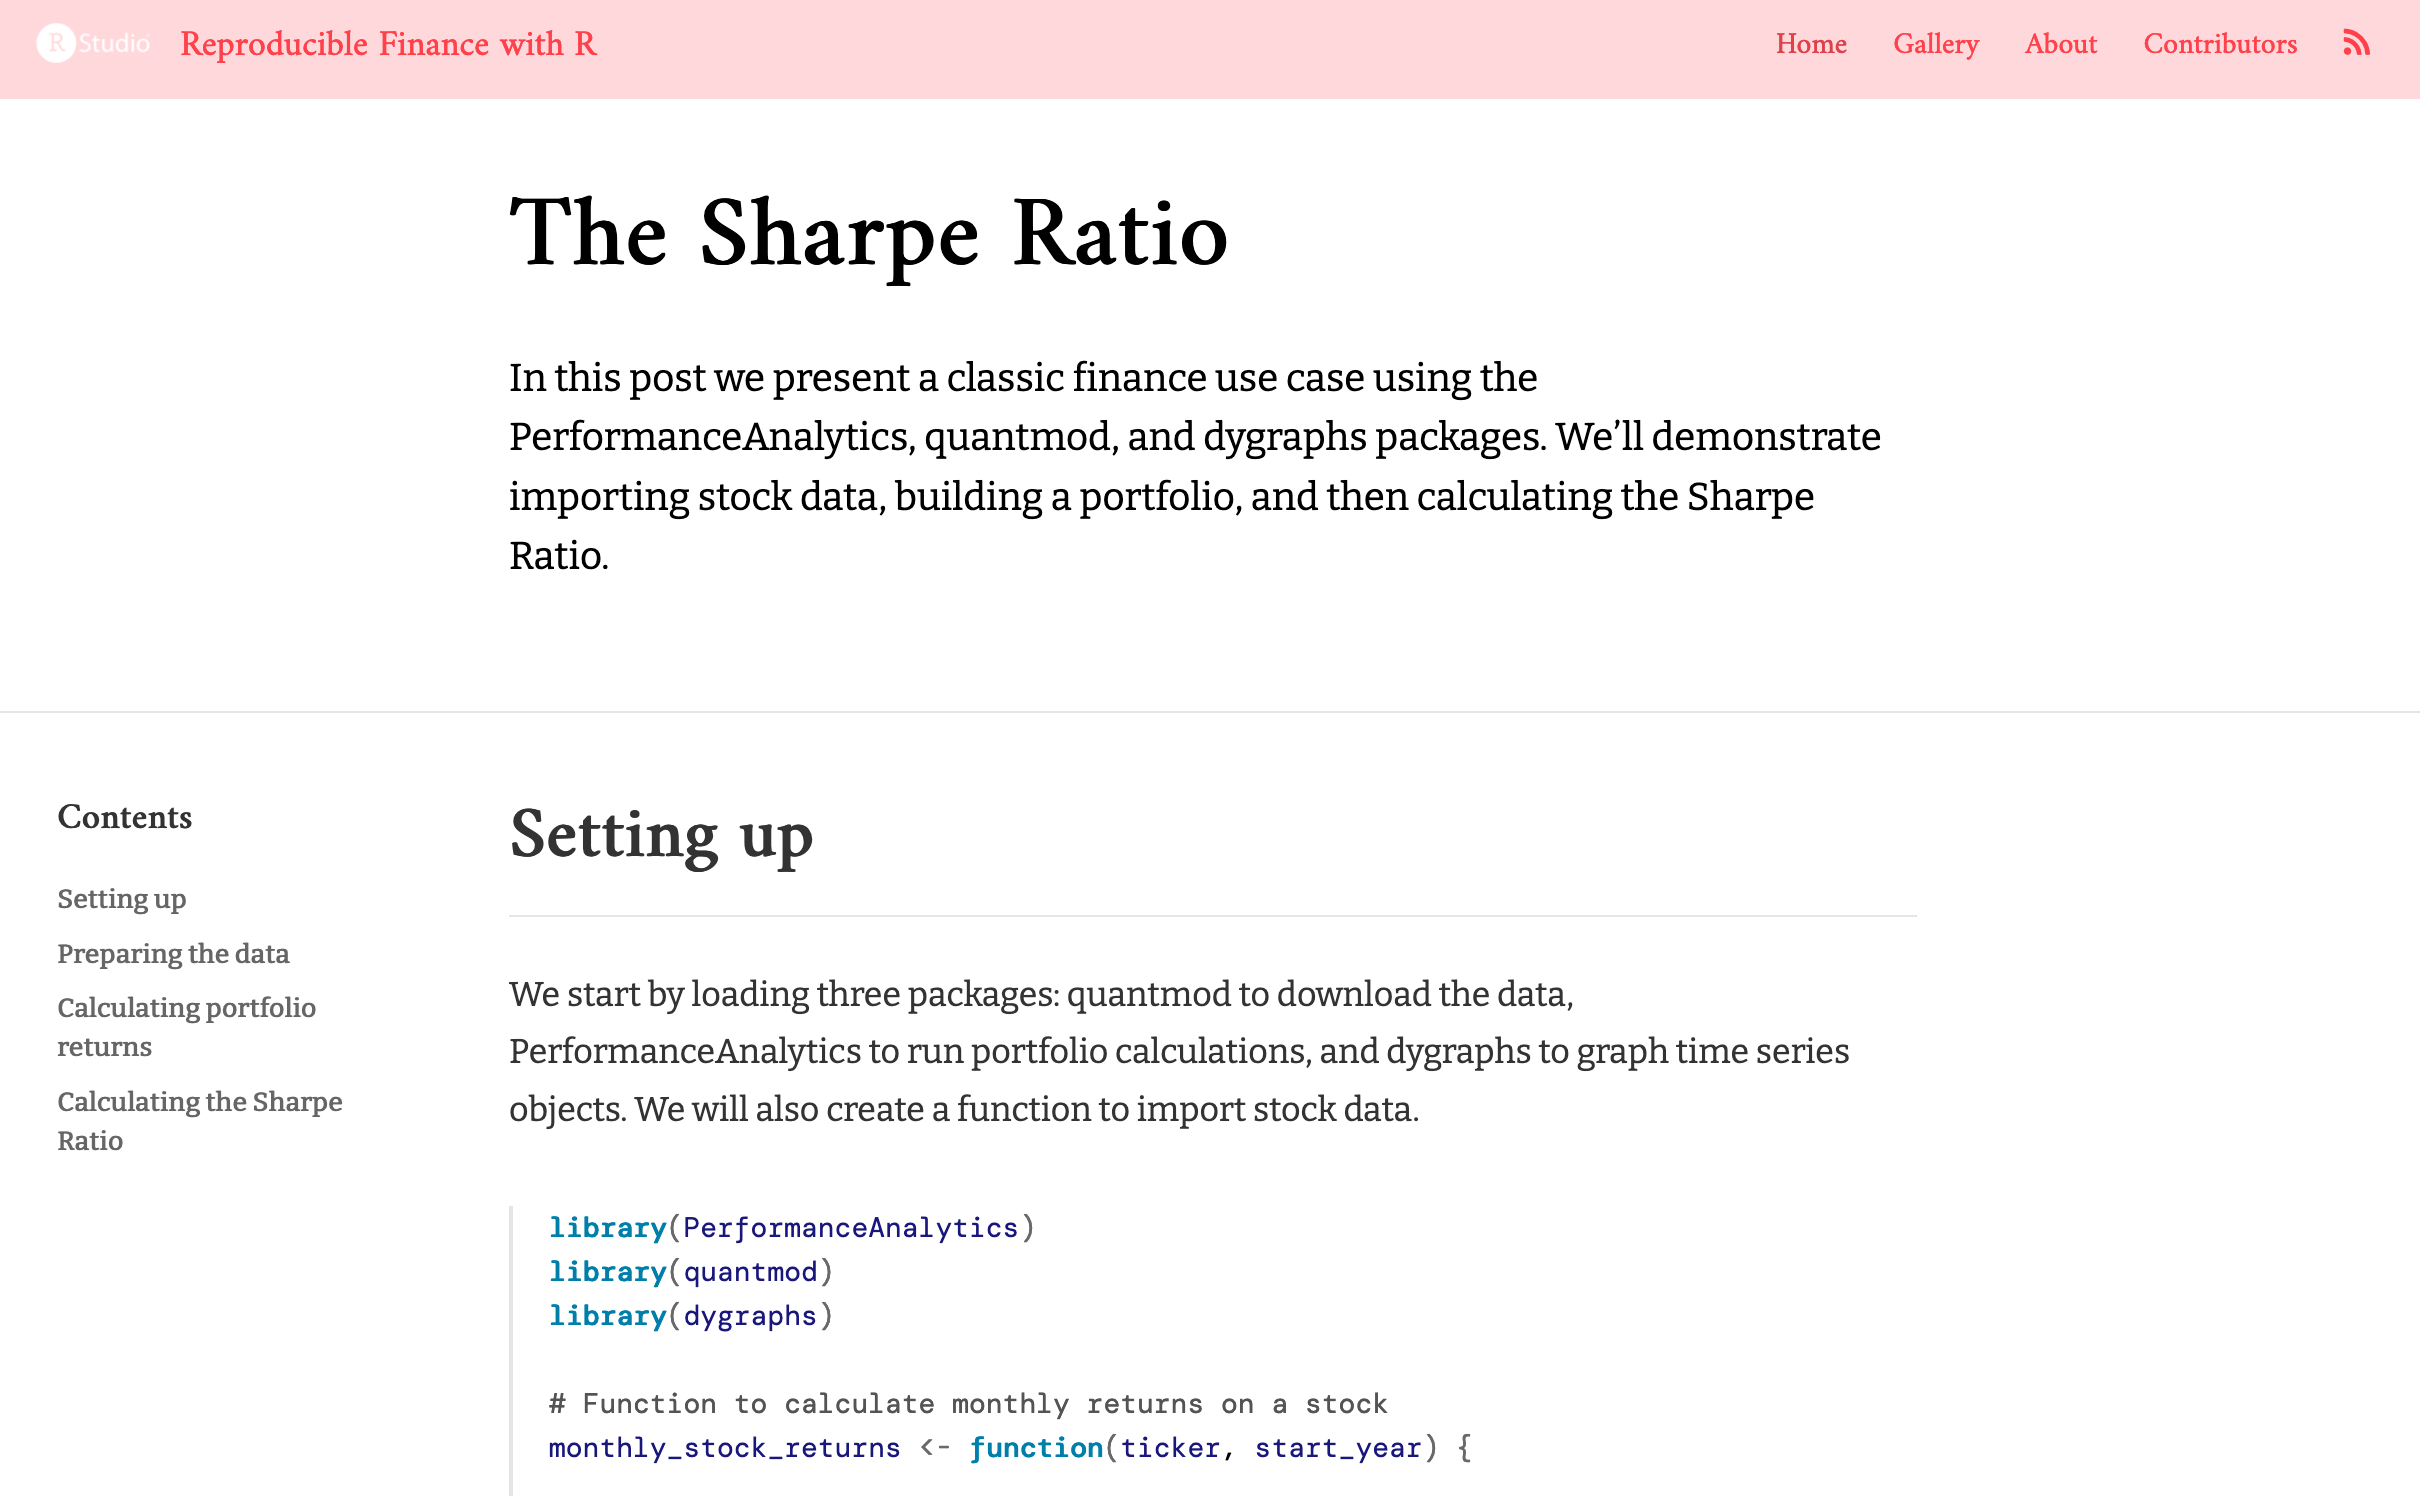 R Studio Reproducible Finance with R Home Gallery About Contributors
The Sharpe Ratio
In this post we present a classic finance use case using the
PerformanceAnalytics, quantmod, and dygraphs packages. We’ll demonstrate
importing stock data, building a portfolio, and then calculating the Sharpe
Ratio.
Contents
Setting up
Preparing the data
Calculating portfolio
returns
Calculating the Sharpe
Ratio
Setting up
We start by loading three packages: quantmod to download the data,
PerformanceAnalytics to run portfolio calculations, and dygraphs to graph time series
objects. We will also create a function to import stock data.
library(PerformanceAnalytics)
library(quantmod)
library(dygraphs)
# Function to calculate monthly returns on a stock
monthly_stock_returns <- function(ticker, start_year) {